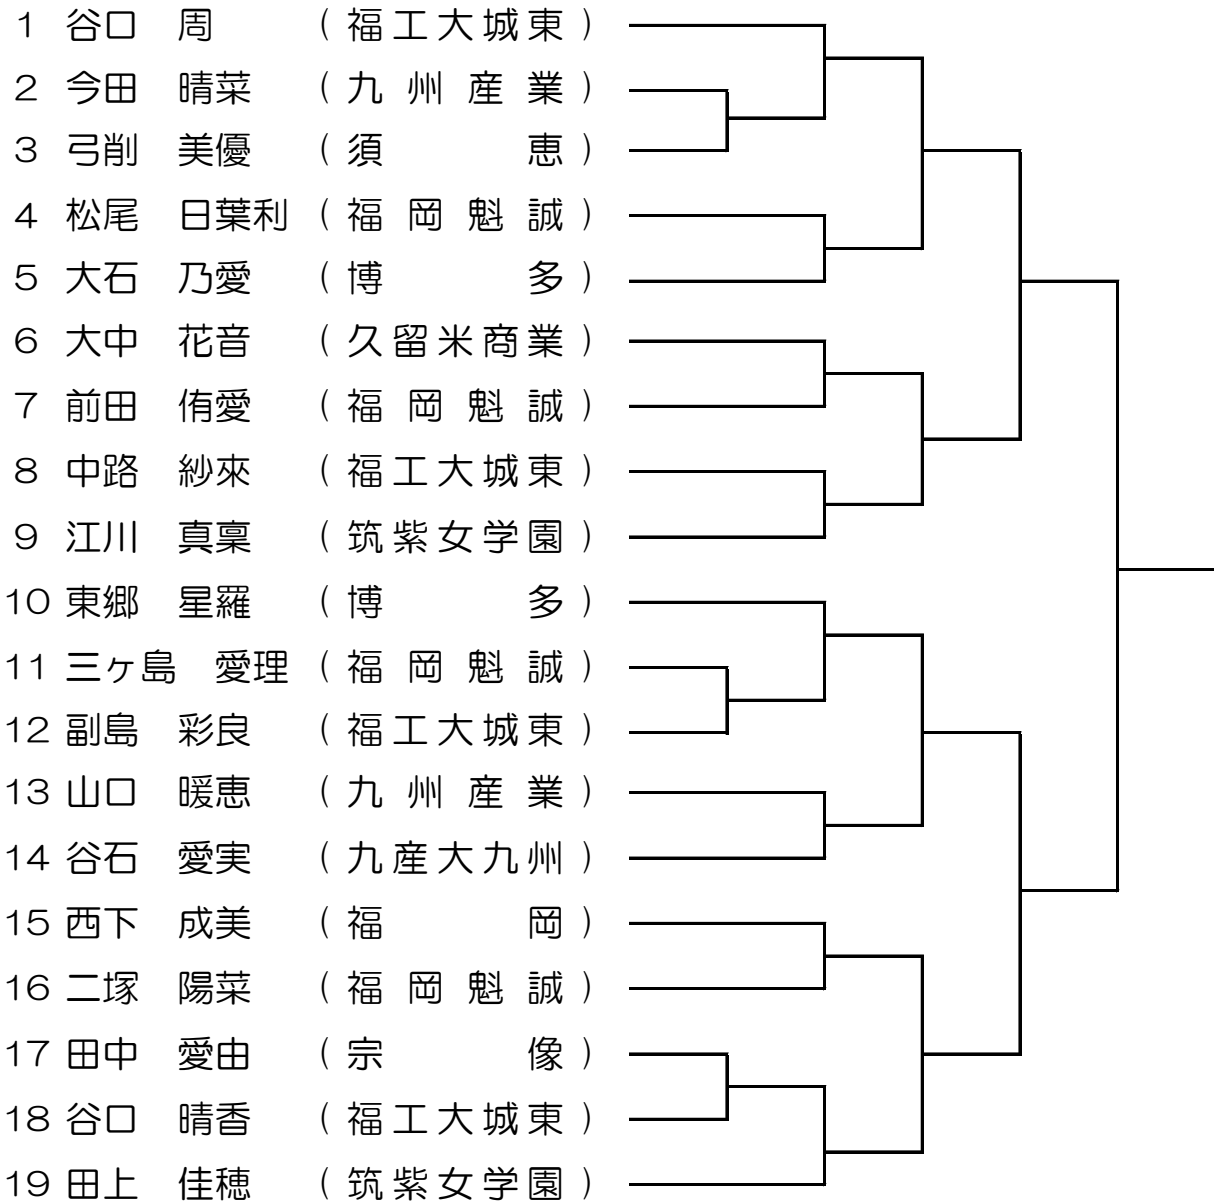 1 谷口 周 (福工大城東)
2 今田 晴菜 (九州産業)
3 弓削 美優 (須恵)
4 松尾 日葉利 (福岡魁誠)
5 大石 乃愛 (博多)
6 大中 花音 (久留米商業)
7 前田 侑愛 (福岡魁誠)
8 中路 紗來 (福工大城東)
9 江川 真稟 (筑紫女学園)
10 東郷 星羅 (博多)
11 三ヶ島 愛理 (福岡魁誠)
12 副島 彩良 (福工大城東)
13 山口 暖恵 (九州産業)
14 谷石 愛実 (九産大九州)
15 西下 成美 (福岡)
16 二塚 陽菜 (福岡魁誠)
17 田中 愛由 (宗像)
18 谷口 晴香 (福工大城東)
19 田上 佳穂 (筑紫女学園)